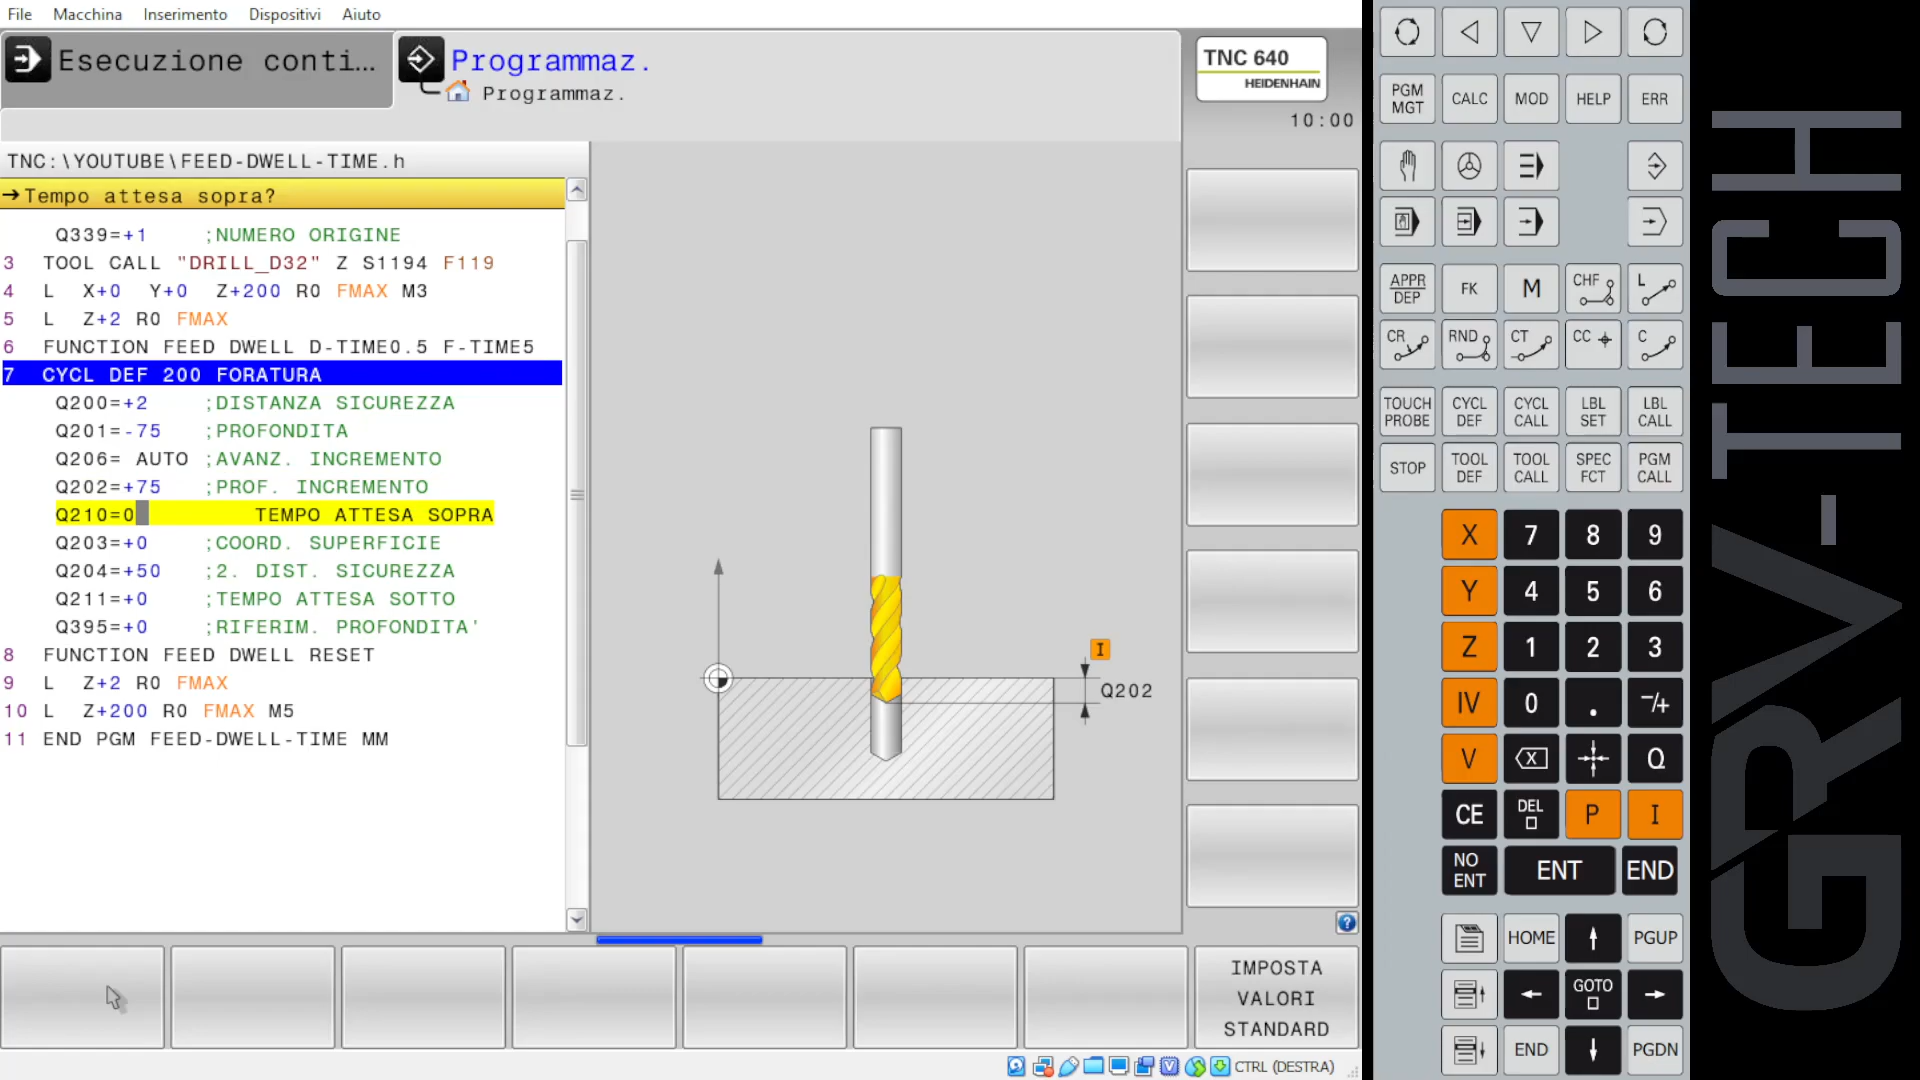 File Macchina Inserimento Dispositivi Aiuto
Esecuzione conti...
Programmaz.
Programmaz.
TNC 640
HEIDENHAIN
10:00
TNC:\YOUTUBE\FEED-DWELL-TIME.h
→Tempo attesa sopra?
Q339=+1 ;NUMERO ORIGINE
3 TOOL CALL "DRILL_D32" Z S1194 F119
4 L X+0 Y+0 Z+200 R0 FMAX M3
5 L Z+2 R0 FMAX
6 FUNCTION FEED DWELL D-TIME0.5 F-TIME5
7 CYCL DEF 200 FORATURA
Q200=+2 ;DISTANZA SICUREZZA
Q201=-75 ;PROFONDITA
Q206= AUTO ;AVANZ. INCREMENTO
Q202=+75 ;PROF. INCREMENTO
Q210=0 TEMPO ATTESA SOPRA
Q203=+0 ;COORD. SUPERFICIE
Q204=+50 ;2. DIST. SICUREZZA
Q211=+0 ;TEMPO ATTESA SOTTO
Q395=+0 ;RIFERIM. PROFONDITA'
8 FUNCTION FEED DWELL RESET
9 L Z+2 R0 FMAX
10 L Z+200 R0 FMAX M5
11 END PGM FEED-DWELL-TIME MM
I
Q202
IMPOSTA
VALORI
STANDARD
CTRL (DESTRA)
PGM MGT CALC MOD HELP ERR
APPR DEP FK M CHF L
CR RND CT CC C
TOUCH PROBE CYCL DEF CYCL CALL LBL SET LBL CALL
STOP TOOL DEF TOOL CALL SPEC FCT PGM CALL
X 7 8 9
Y 4 5 6
Z 1 2 3
IV 0 . -/+
V X Q
CE DEL P I
NO ENT ENT END
HOME PGUP
GOTO
END PGDN
GRV-TECH